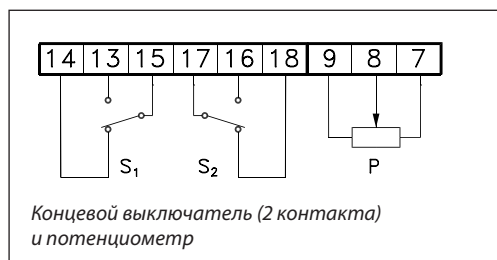 14 13 15 17 16 18 9 8 7
S₁ S₂ P
Концевой выключатель (2 контакта)
и потенциометр